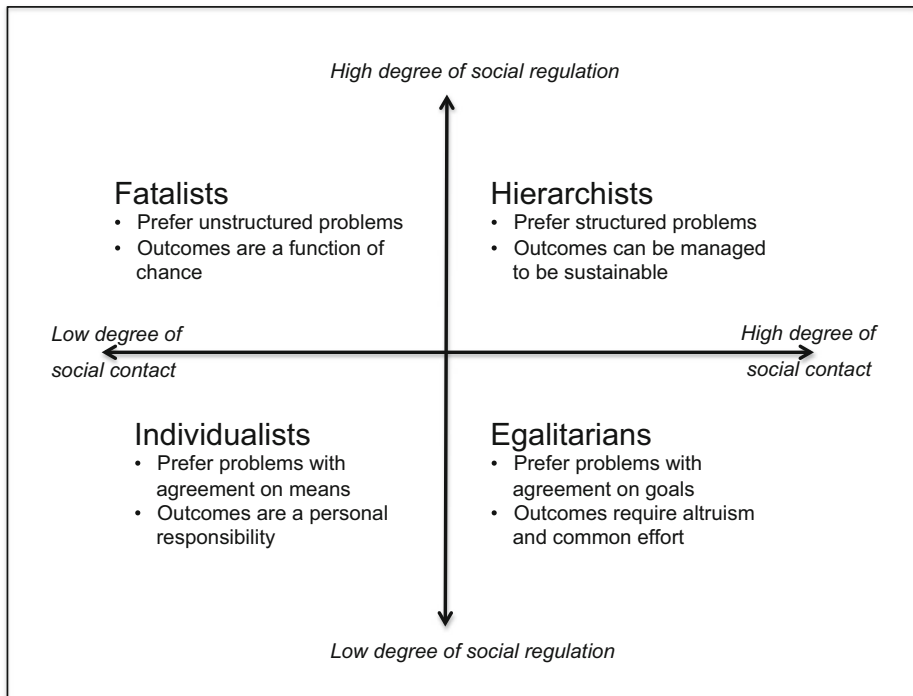 High degree of social regulation
Fatalists
• Prefer unstructured problems
• Outcomes are a function of
chance
Hierarchists
• Prefer structured problems
• Outcomes can be managed
to be sustainable
Low degree of
social contact
High degree of
social contact
Individualists
• Prefer problems with
agreement on means
• Outcomes are a personal
responsibility
Egalitarians
• Prefer problems with
agreement on goals
• Outcomes require altruism
and common effort
Low degree of social regulation